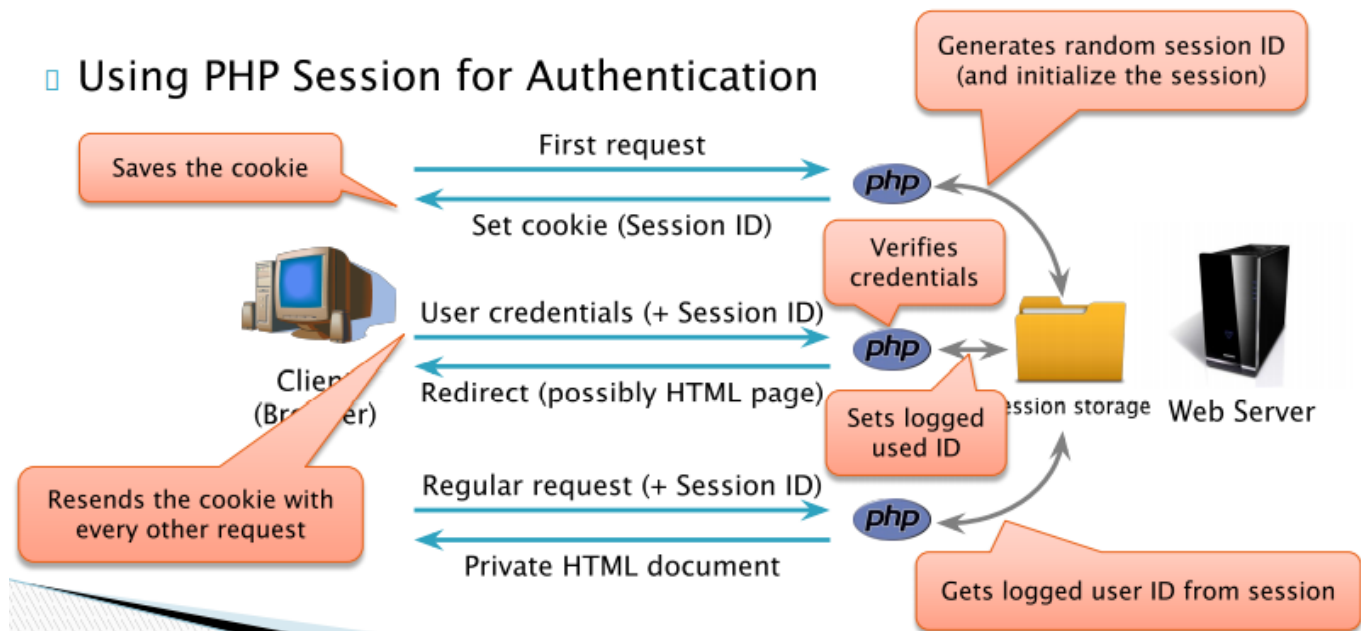 Using PHP Session for Authentication
Generates random session ID
(and initialize the session)
Saves the cookie
First request
php
Set cookie (Session ID)
Verifies
credentials
User credentials (+ Session ID)
php
Client
(Browser)
Redirect (possibly HTML page)
Sets logged
used ID
ession storage
Web Server
Resends the cookie with
every other request
Regular request (+ Session ID)
php
Private HTML document
Gets logged user ID from session